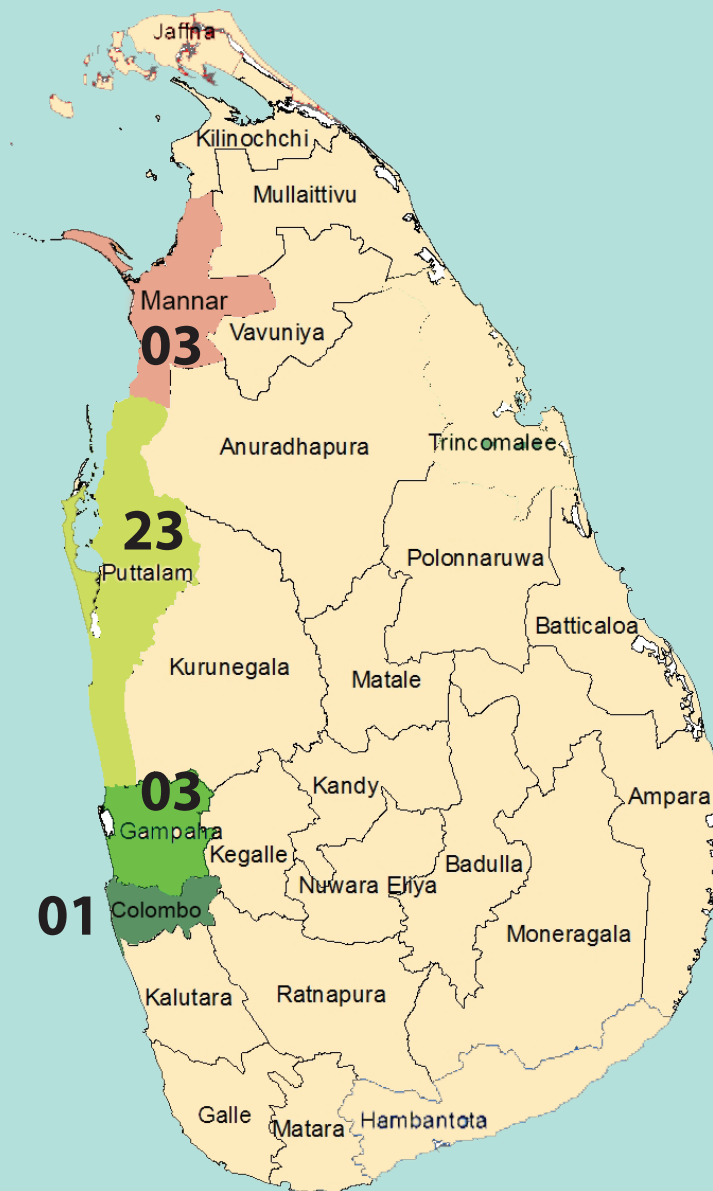 Jaffna
Kilinochchi
Mullaittivu
Mannar
03
Vavuniya
Anuradhapura
Trincomalee
23
Puttalam
Polonnaruwa
Batticaloa
Kurunegala
Matale
03
Kandy
Ampara
Gampaha
Kegalle
Badulla
Nuwara Eliya
01
Colombo
Moneragala
Kalutara
Ratnapura
Galle
Matara
Hambantota